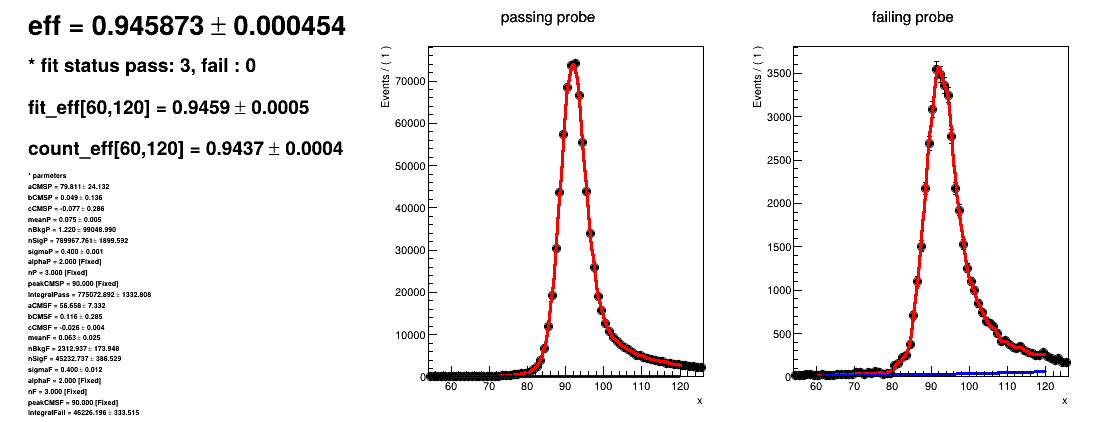 eff = 0.945873 ± 0.000454
* fit status pass: 3, fail : 0
fit_eff[60,120] = 0.9459 ± 0.0005
count_eff[60,120] = 0.9437 ± 0.0004
* parmeters
aCMSP = 79.811 ± 24.132
bCMSP = 0.049 ± 0.136
cCMSP = -0.077 ± 0.286
meanP = 0.075 ± 0.005
nBkgP = 1.220 ± 99048.990
nSigP = 789967.761 ± 1899.592
sigmaP = 0.400 ± 0.001
alphaP = 2.000 [Fixed]
nP = 3.000 [Fixed]
peakCMSP = 90.000 [Fixed]
integralPass = 775072.892 ± 1332.808
aCMSF = 56.658 ± 7.332
bCMSF = 0.116 ± 0.285
cCMSF = -0.026 ± 0.004
meanF = 0.063 ± 0.025
nBkgF = 2312.937 ± 173.948
nSigF = 45232.737 ± 386.529
sigmaF = 0.400 ± 0.012
alphaF = 2.000 [Fixed]
nF = 3.000 [Fixed]
peakCMSF = 90.000 [Fixed]
integralFail = 46226.196 ± 333.515
passing probe
Events / ( 1 )
70000
60000
50000
40000
30000
20000
10000
0
60 70 80 90 100 110 120
x
failing probe
Events / ( 1 )
3500
3000
2500
2000
1500
1000
500
0
60 70 80 90 100 110 120
x